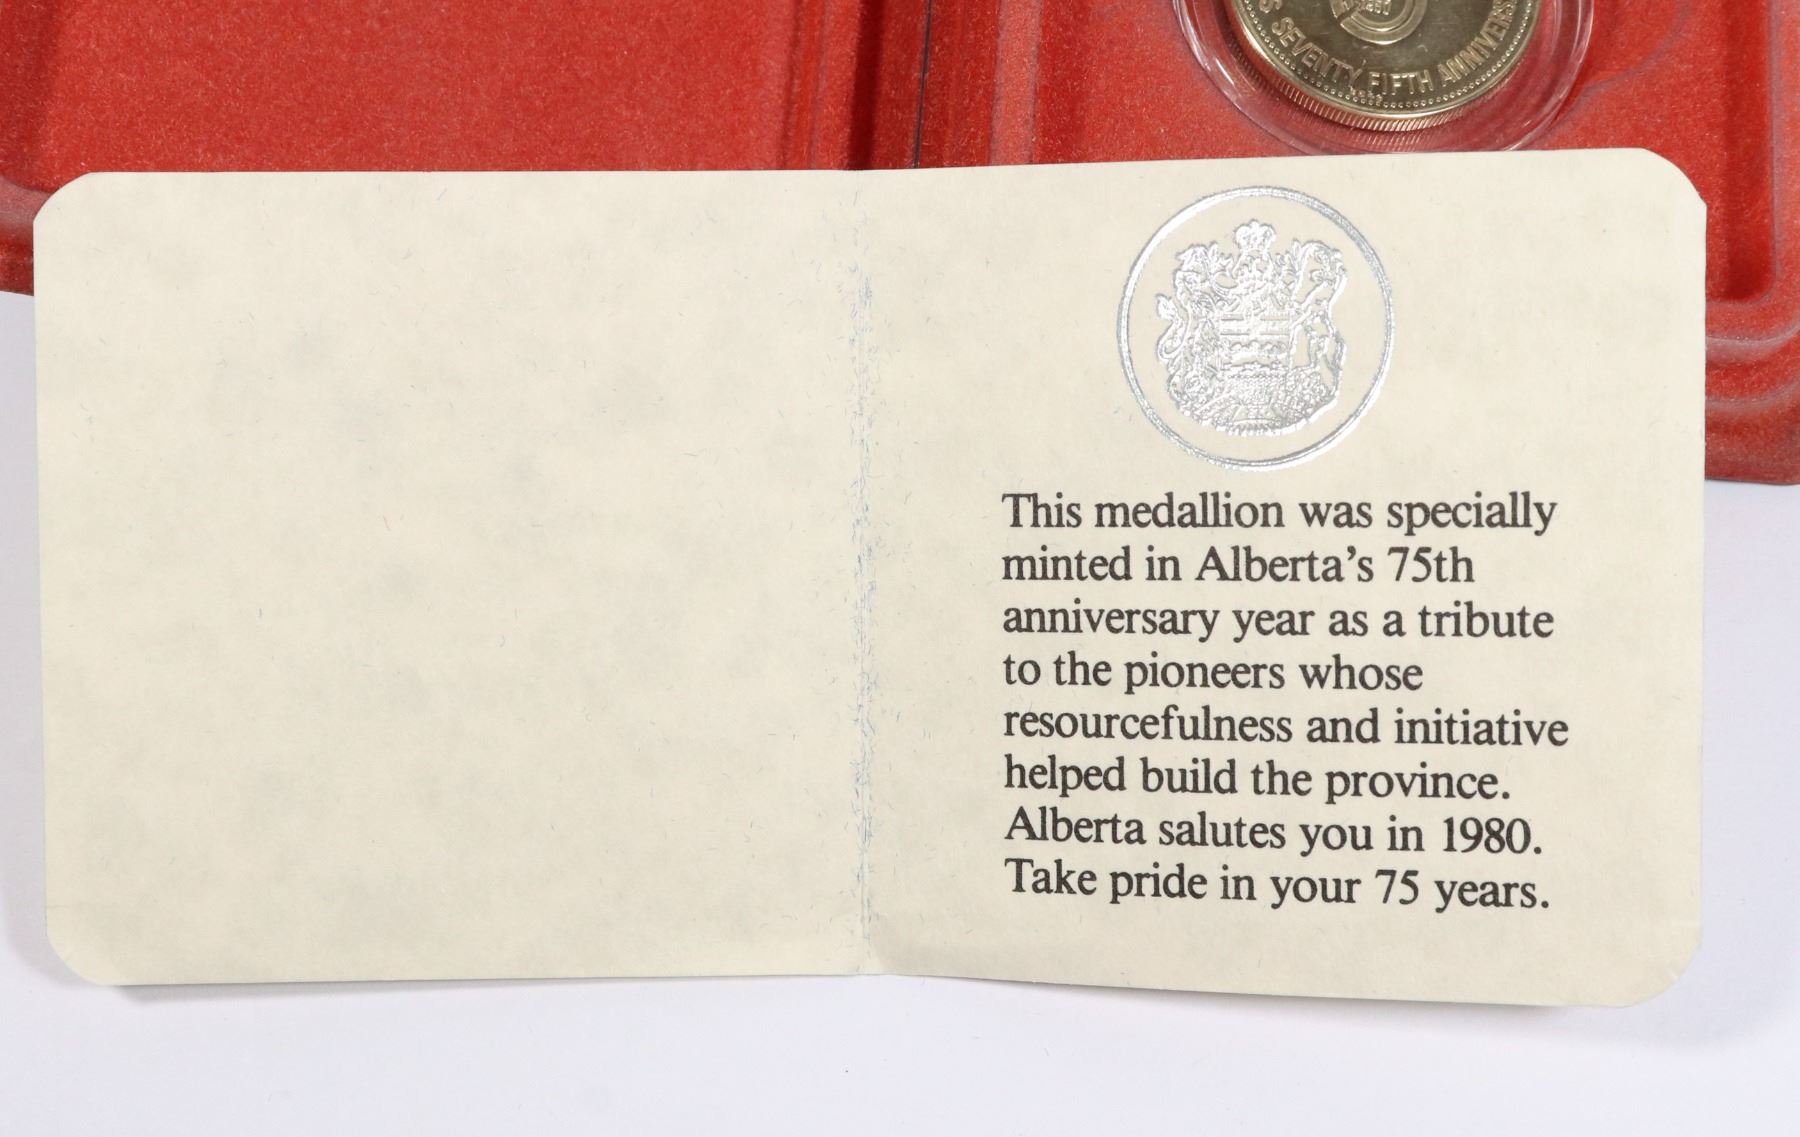 SEVENTY FIFTH ANNIVERS
This medallion was specially
minted in Alberta's 75th
anniversary year as a tribute
to the pioneers whose
resourcefulness and initiative
helped build the province.
Alberta salutes you in 1980.
Take pride in your 75 years.